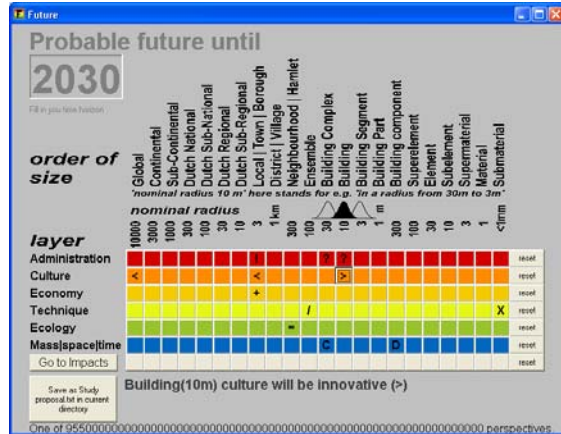 Future
Probable future until
2030
Fill in you time horizon
order of size
Global
Continental
Sub-Continental
Dutch National
Dutch Sub-National
Dutch Regional
Dutch Sub-Regional
Local | Town | Borough
District | Village
Neighbourhood | Hamlet
Ensemble
Building Complex
Building
Building Segment
Building Part
Building component
Superelement
Element
Subelement
Supermaterial
Material
Submaterial
'nominal radius 10 m' here stands for e.g. 'in a radius from 30m to 3m'
nominal radius
10000 3000 1000 300 100 30 10 3 1 km 300 100 30 10 3 1 m 300 100 30 10 3 1 <1mm
layer
Administration ! ? ? reset
Culture < < > reset
Economy + reset
Technique / X reset
Ecology = reset
Mass|space|time C D reset
Go to Impacts reset
Save as Study
proposal.txt in current
directory
Building(10m) culture will be innovative (>)
perspectives